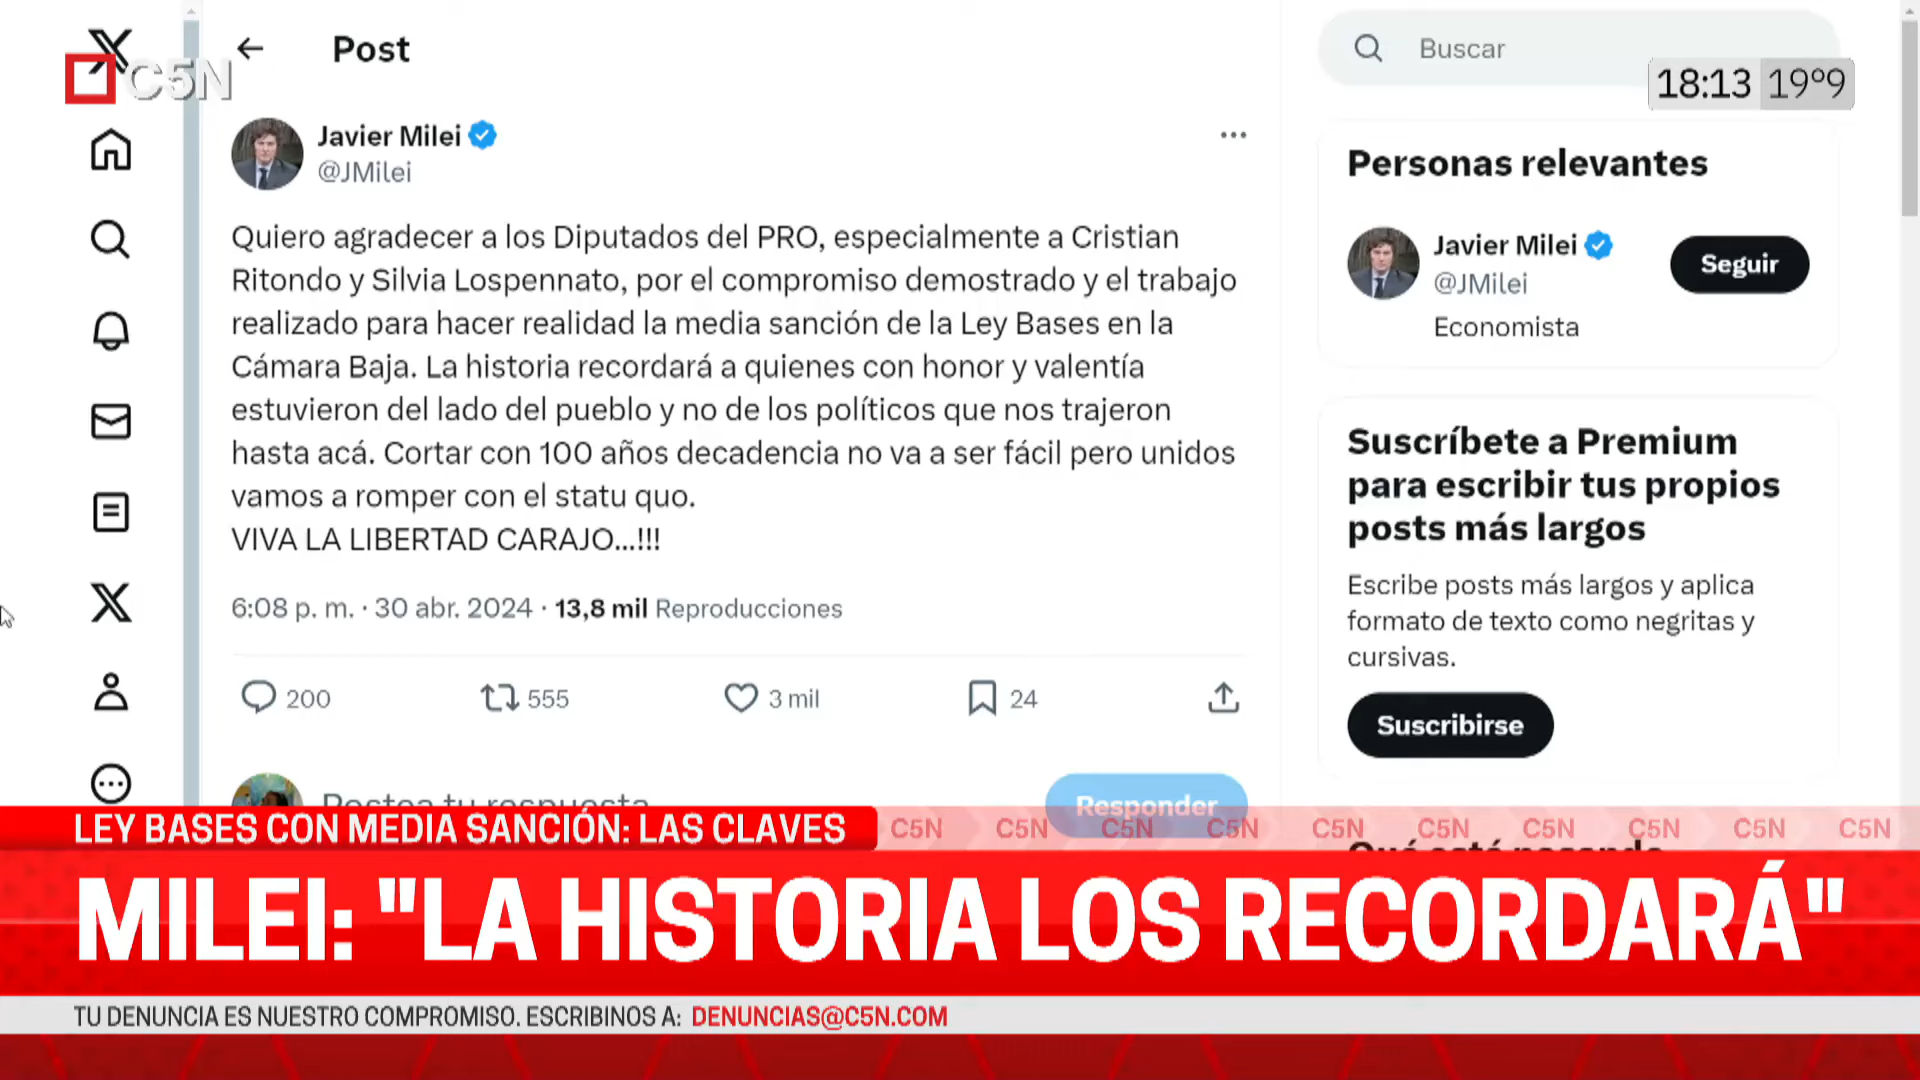 C5N
Post
Buscar
18:13 19º9
Javier Milei
@JMilei
Quiero agradecer a los Diputados del PRO, especialmente a Cristian
Ritondo y Silvia Lospennato, por el compromiso demostrado y el trabajo
realizado para hacer realidad la media sanción de la Ley Bases en la
Cámara Baja. La historia recordará a quienes con honor y valentía
estuvieron del lado del pueblo y no de los políticos que nos trajeron
hasta acá. Cortar con 100 años decadencia no va a ser fácil pero unidos
vamos a romper con el statu quo.
VIVA LA LIBERTAD CARAJO...!!!
6:08 p. m. · 30 abr. 2024 · 13,8 mil Reproducciones
200 555 3 mil 24
Postea tu respuesta
Responder
Personas relevantes
Javier Milei
@JMilei
Economista
Seguir
Suscríbete a Premium
para escribir tus propios
posts más largos
Escribe posts más largos y aplica
formato de texto como negritas y
cursivas.
Suscribirse
Qué está pasando
LEY BASES CON MEDIA SANCIÓN: LAS CLAVES
C5N C5N C5N C5N C5N C5N C5N C5N C5N C5N
MILEI: "LA HISTORIA LOS RECORDARÁ"
TU DENUNCIA ES NUESTRO COMPROMISO. ESCRIBINOS A: DENUNCIAS@C5N.COM